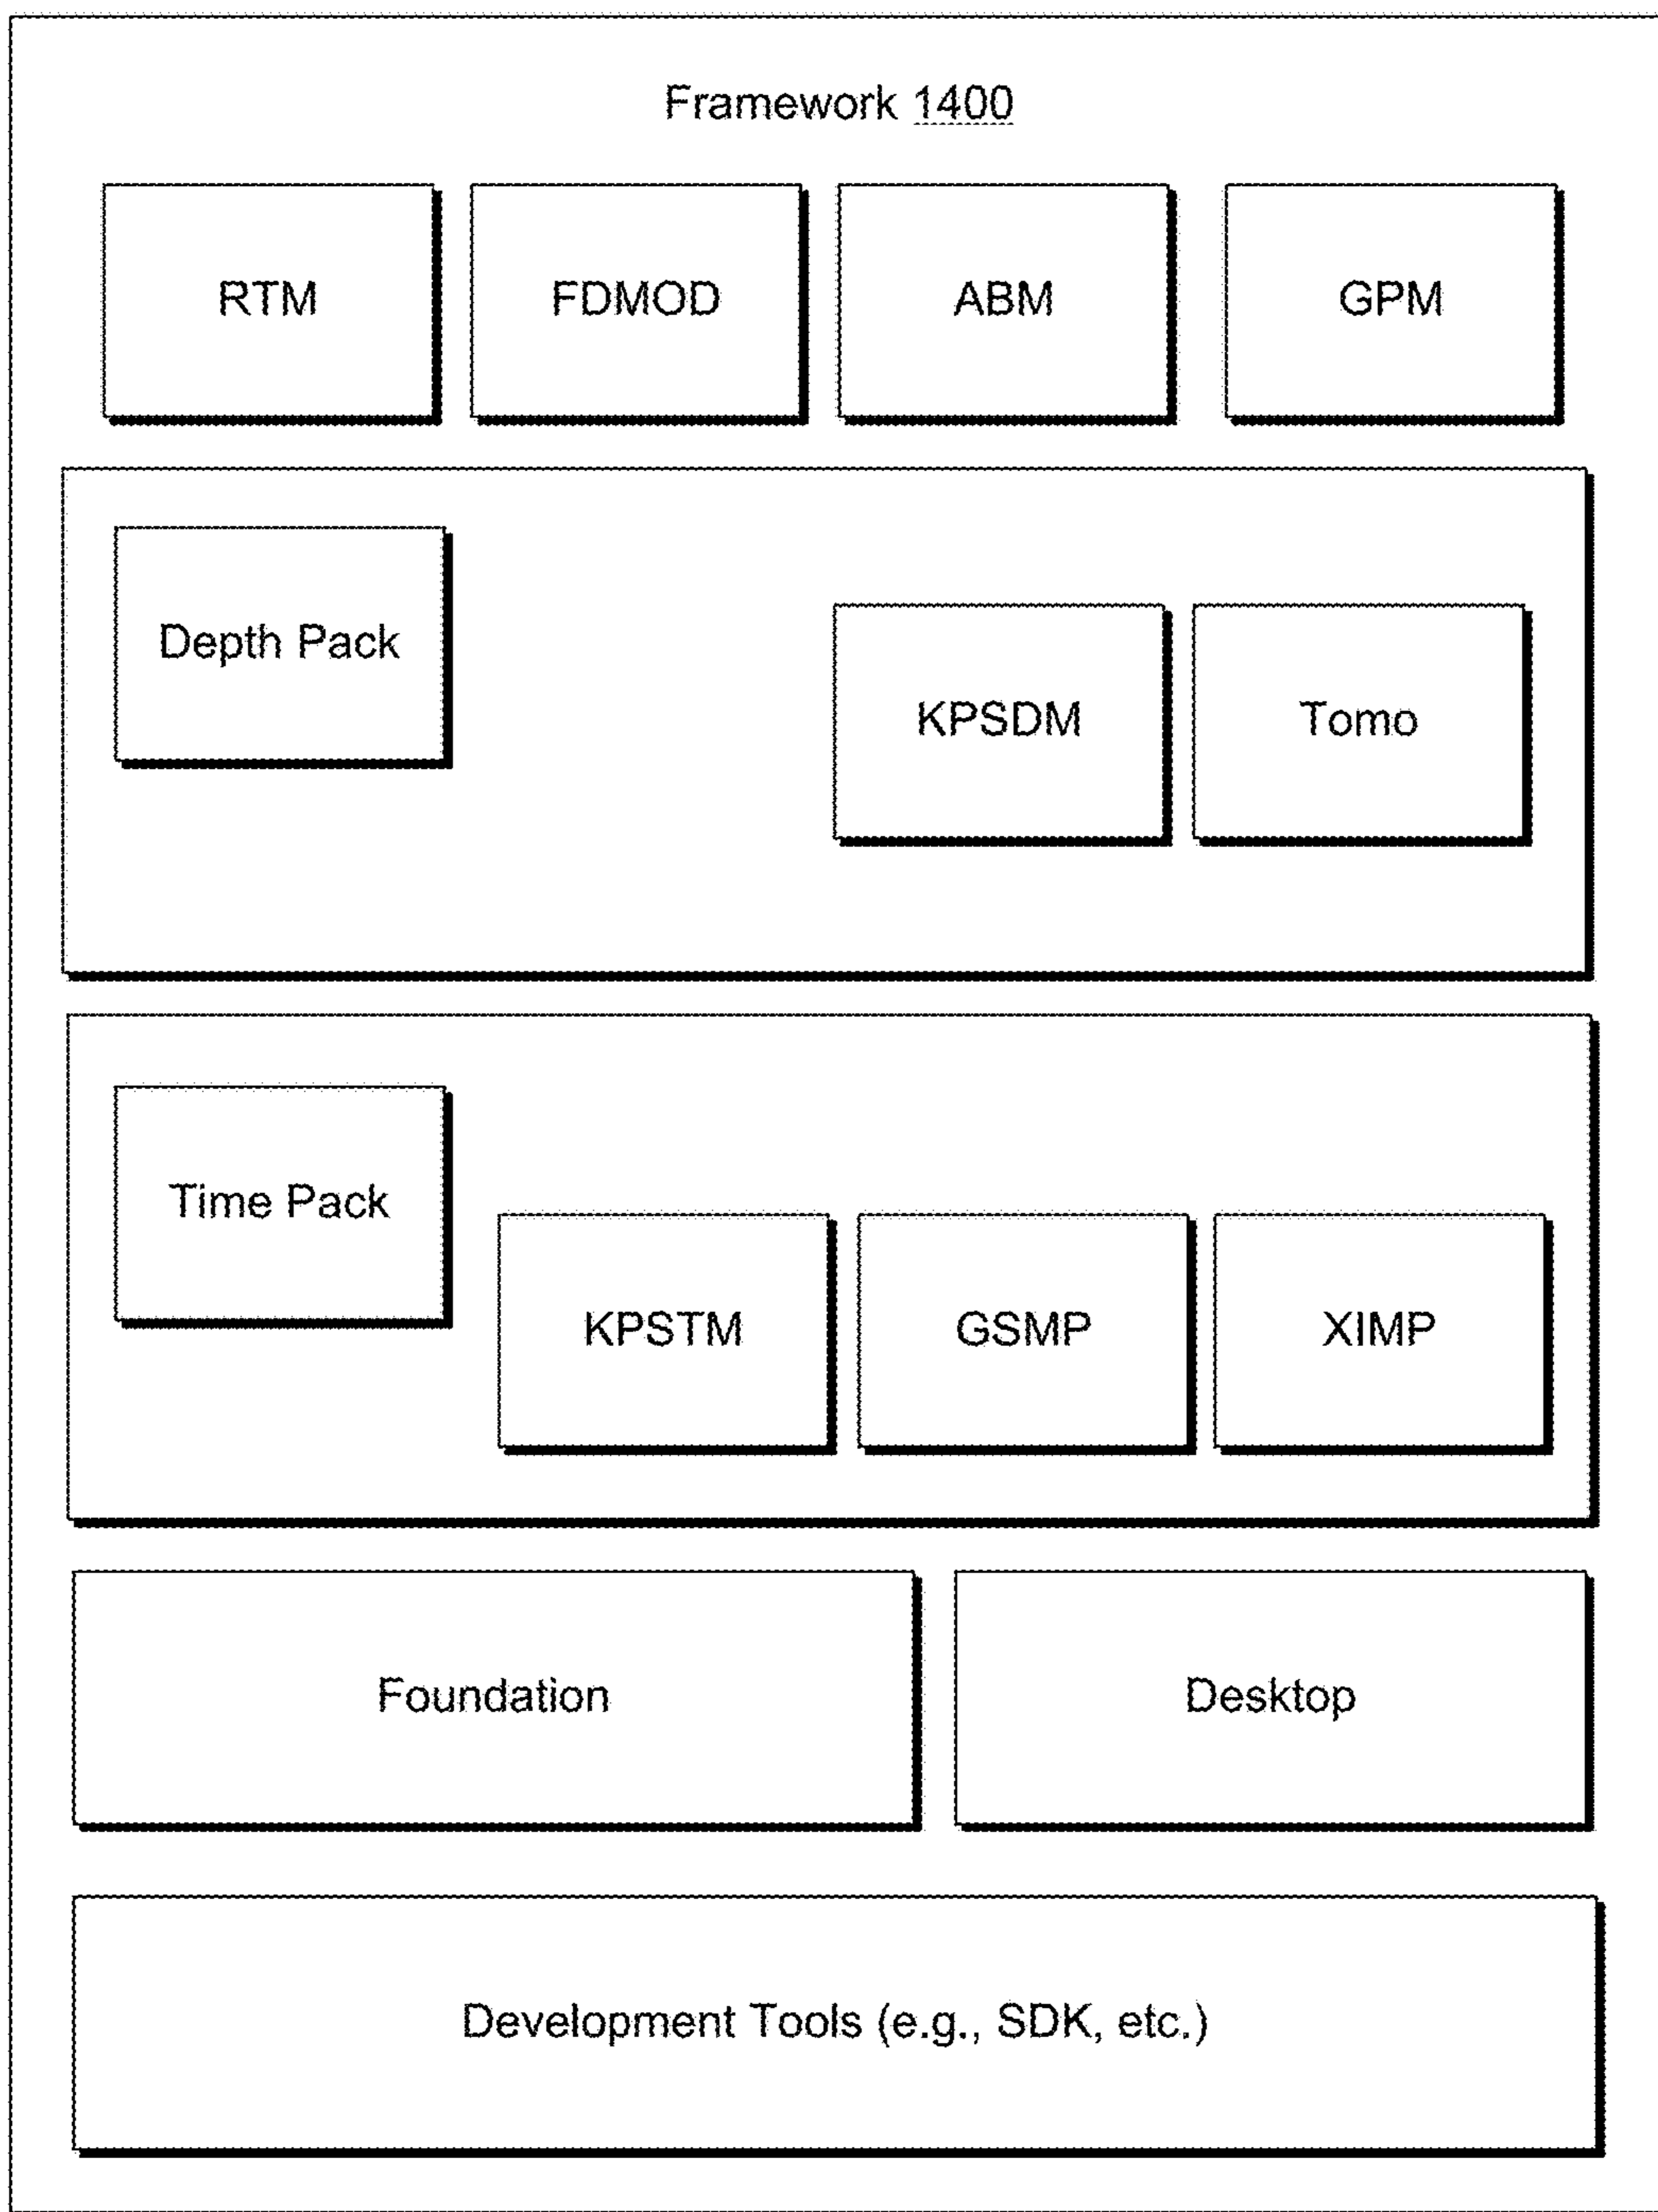 Framework 1400
RTM
FDMOD
ABM
GPM
Depth Pack
KPSDM
Tomo
Time Pack
KPSTM
GSMP
XIMP
Foundation
Desktop
Development Tools (e.g., SDK, etc.)